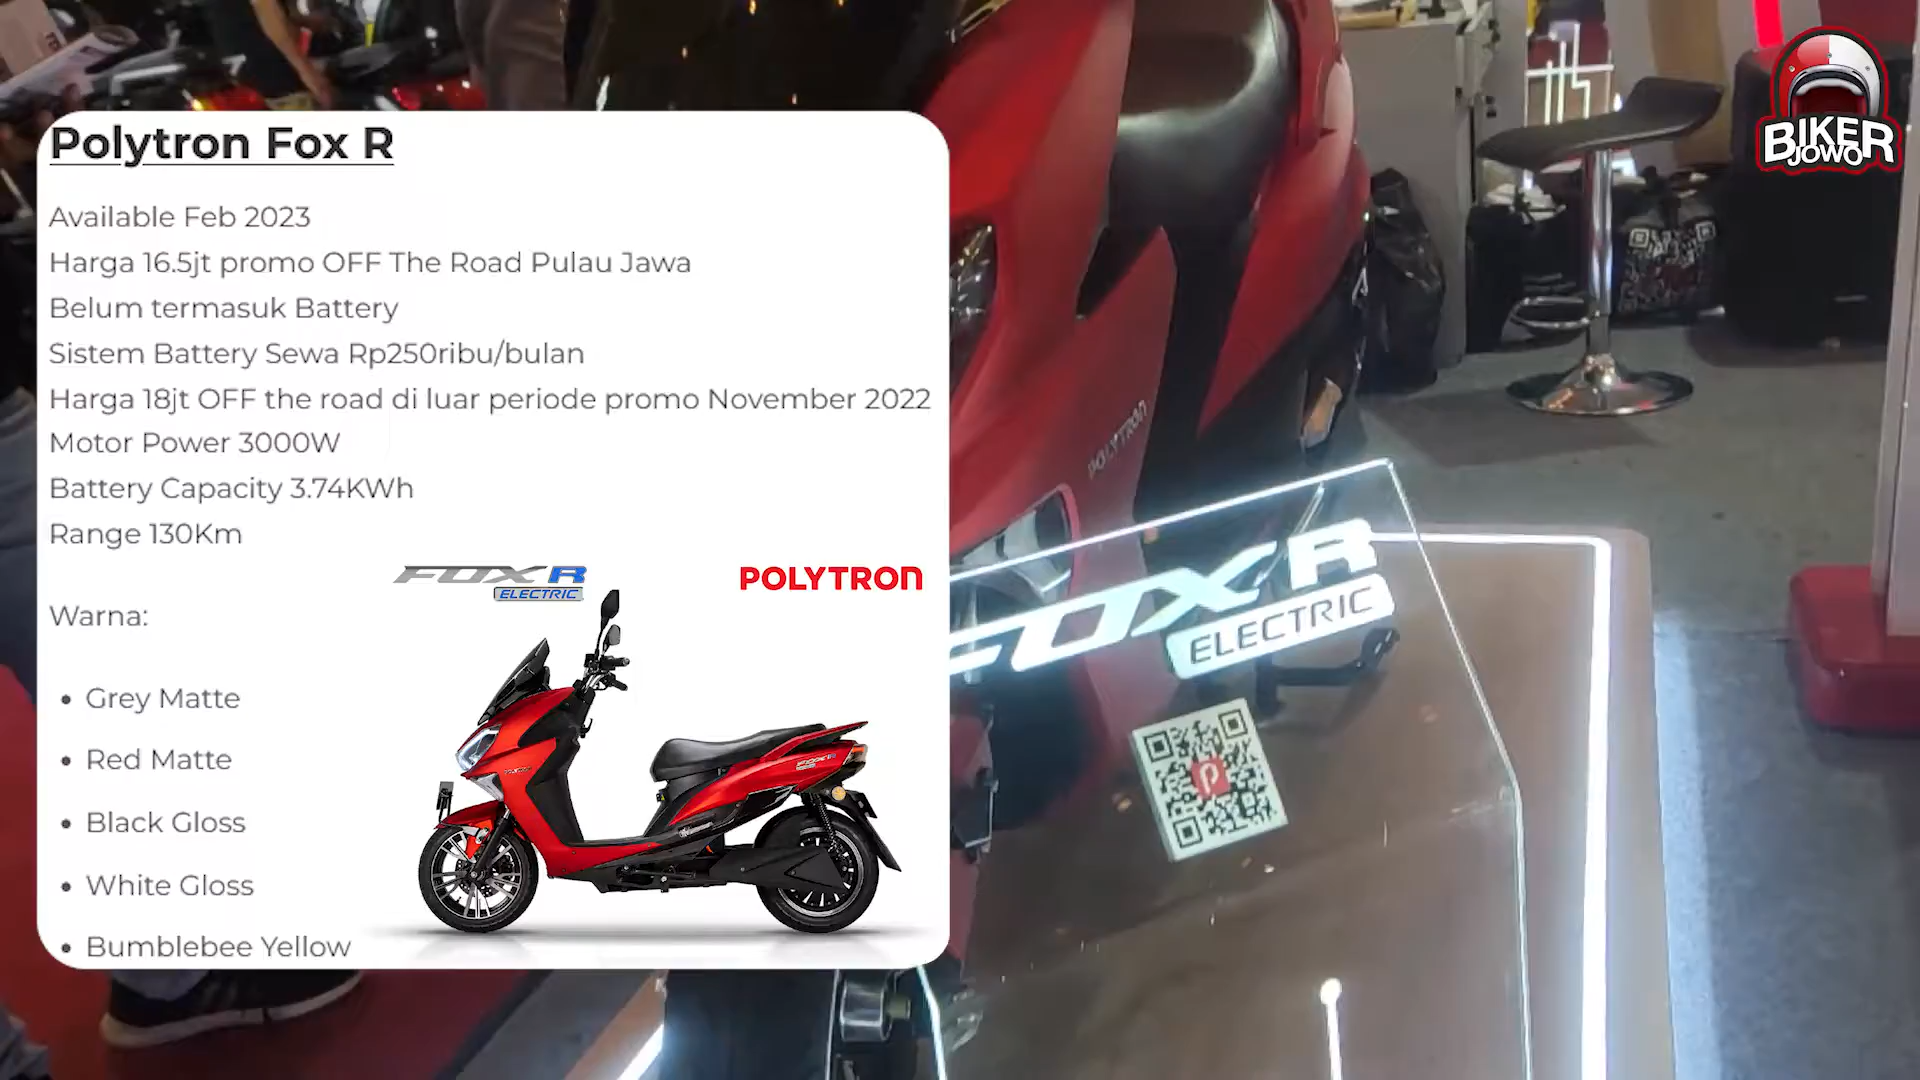 Polytron Fox R
Available Feb 2023
Harga 16.5jt promo OFF The Road Pulau Jawa
Belum termasuk Battery
Sistem Battery Sewa Rp250ribu/bulan
Harga 18jt OFF the road di luar periode promo November 2022
Motor Power 3000W
Battery Capacity 3.74KWh
Range 130Km
FOX R
ELECTRIC
POLYTRON
Warna:
• Grey Matte
• Red Matte
• Black Gloss
• White Gloss
• Bumblebee Yellow
BIKER
JOWO
POLYTRON
FOX R
ELECTRIC